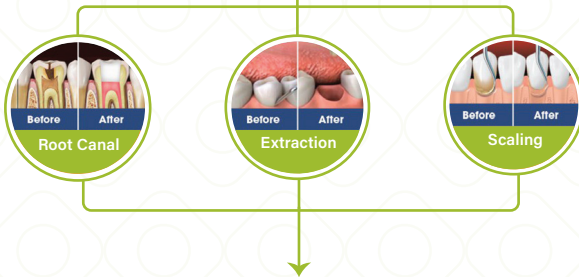 Before After
Root Canal
Before After
Extraction
Before After
Scaling